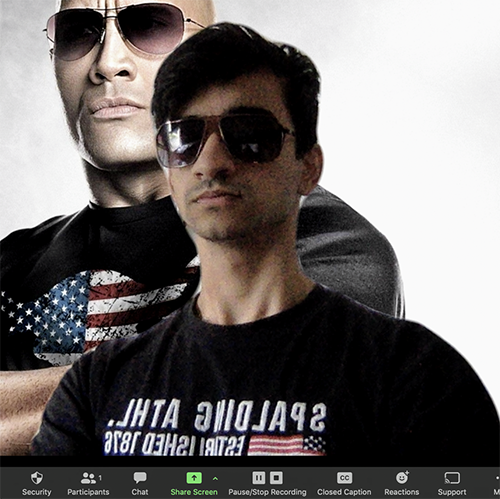 SPALDING ATHL.
ESTABLISHED 1876
1
Security
Participants
Chat
Share Screen
Pause/Stop Recording
CC
Closed Caption
Reactions
Support
M